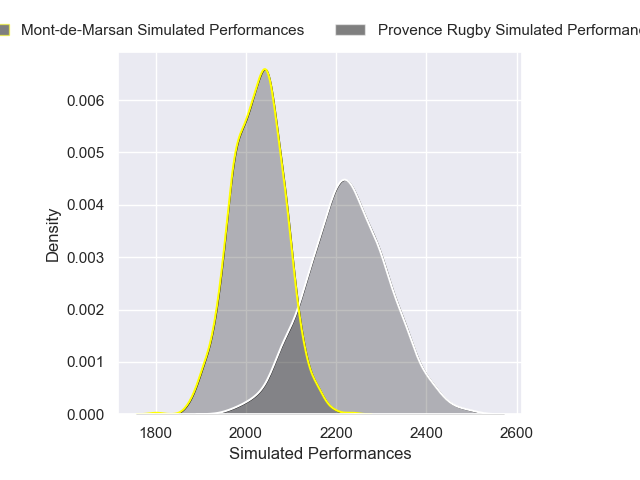 Mont-de-Marsan Simulated Performances
Provence Rugby Simulated
0.006
0.005
0.004
0.003
0.002
0.001
0.000
Density
1800 2000 2200 2400 2600
Simulated Performances